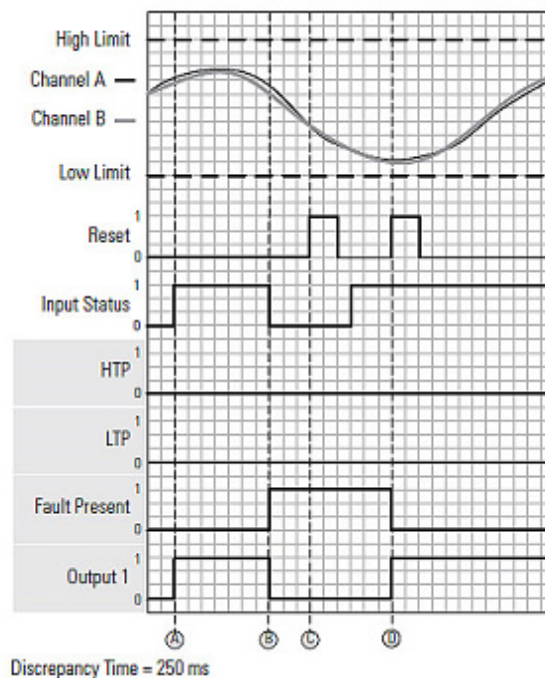 High Limit
Channel A
Channel B
Low Limit
Reset
1
0
Input Status
1
0
HTP
1
0
LTP
1
0
Fault Present
1
0
Output 1
1
0
A B C D
Discrepancy Time = 250 ms